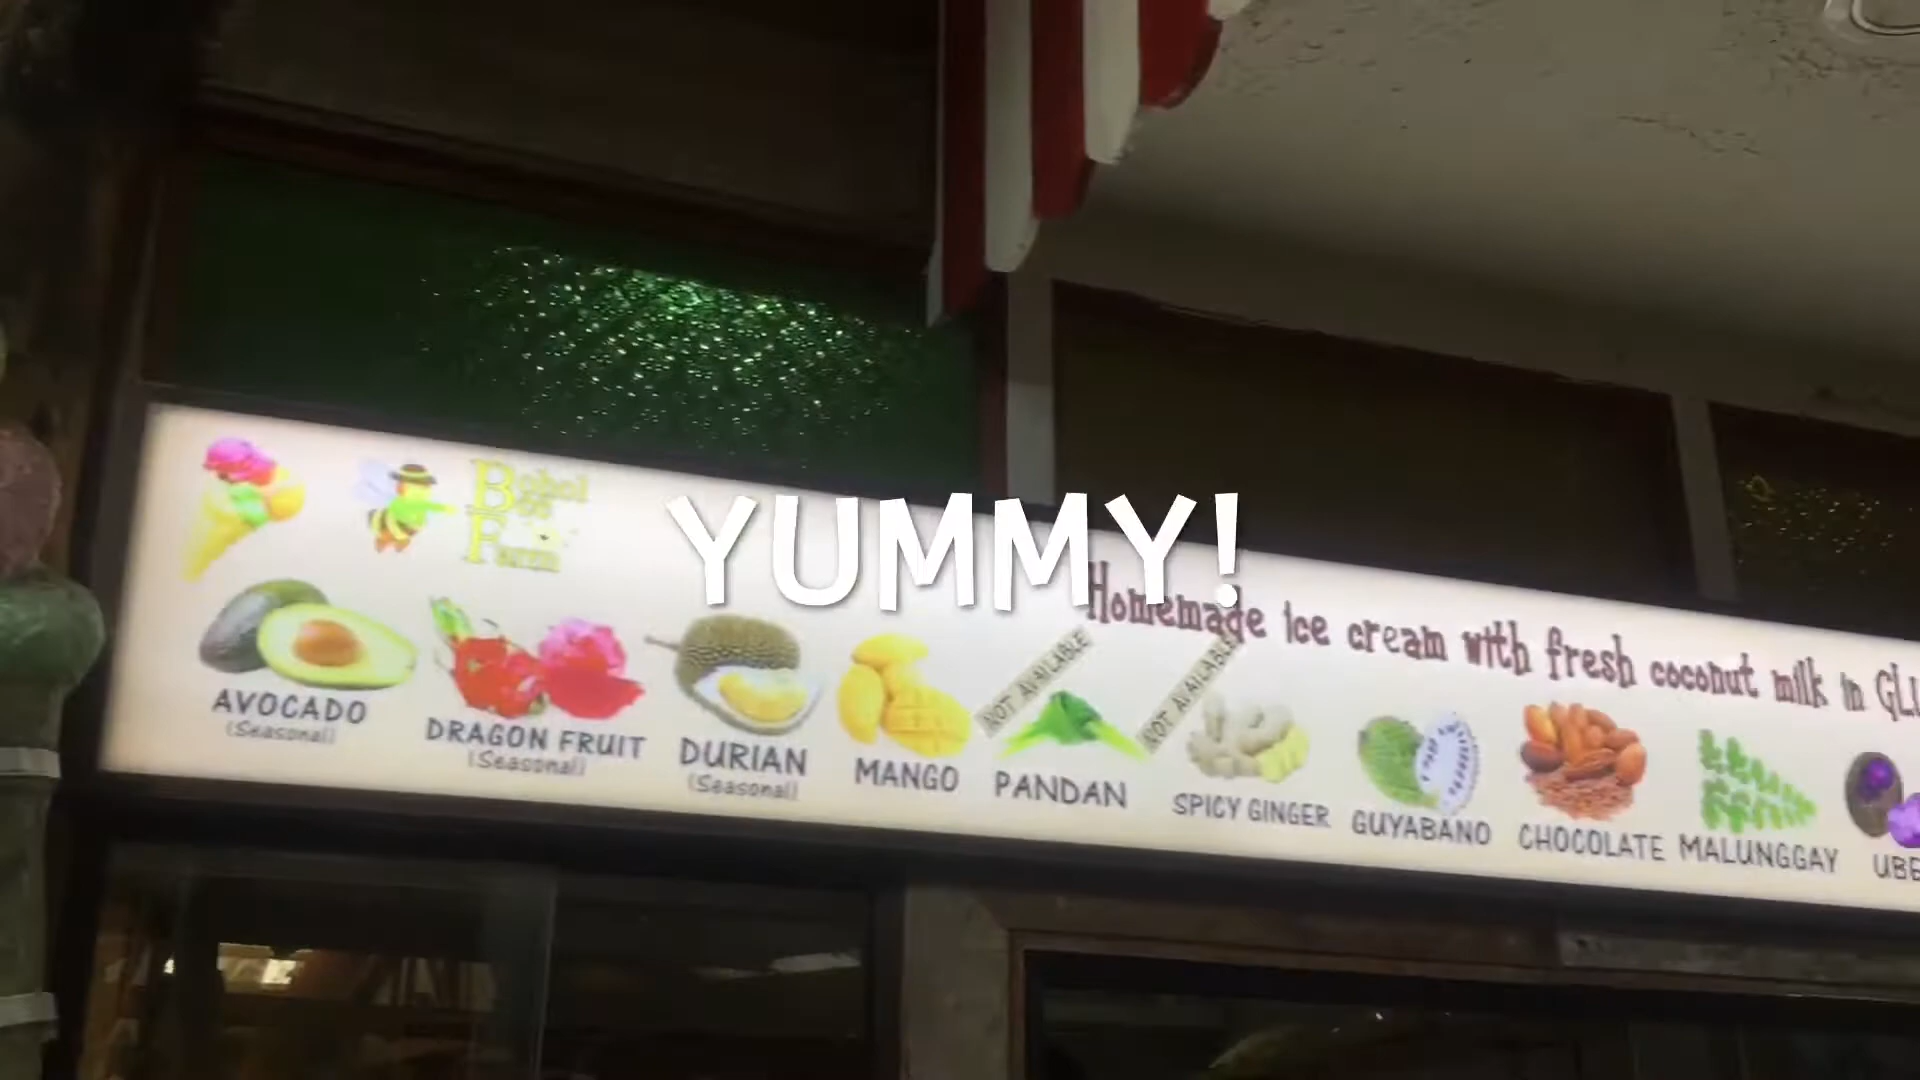 YUMMY!
Bohol
Bee
Farm
Homemade ice cream with fresh coconut milk in
NOT AVAILABLE
NOT AVAILABLE
AVOCADO
(Seasonal)
DRAGON FRUIT
(Seasonal)
DURIAN
(Seasonal)
MANGO
PANDAN
SPICY GINGER
GUYABANO
CHOCOLATE
MALUNGGAY
UBE